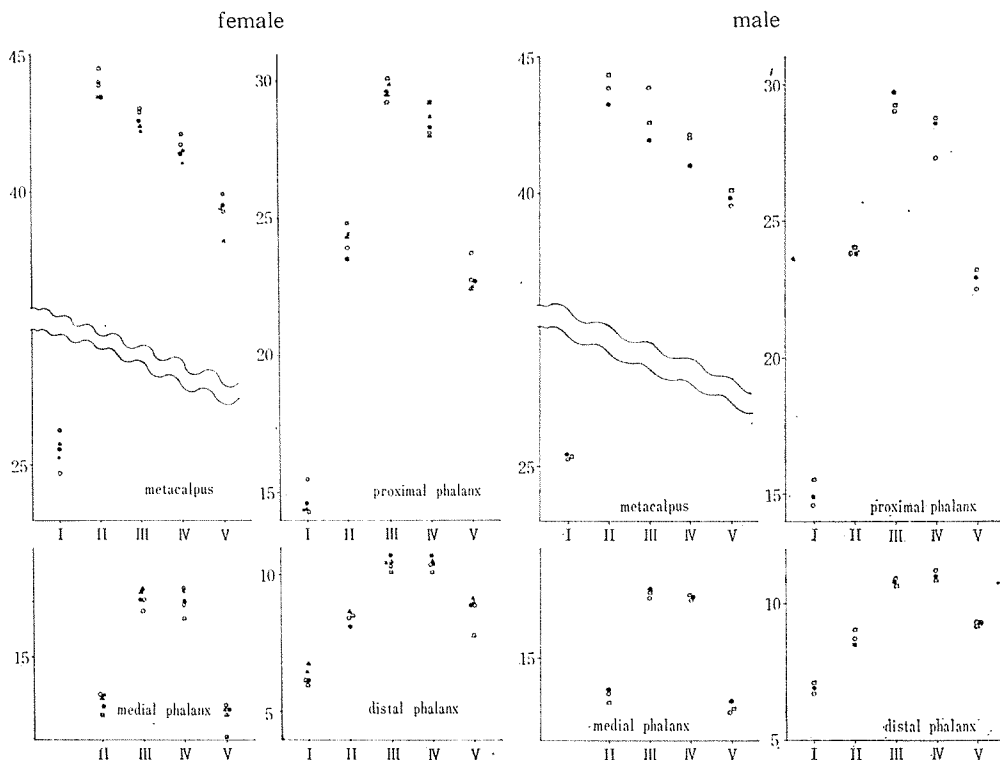 female
male
45
40
25
metacalpus
I II III IV V
30
25
20
15
proximal phalanx
I II III IV V
45
40
25
metacalpus
I II III IV V
30
25
20
15
proximal phalanx
I II III IV V
15
medial phalanx
II III IV V
10
5
distal phalanx
I II III IV V
15
medial phalanx
II III IV V
10
5
distal phalanx
I II III IV V